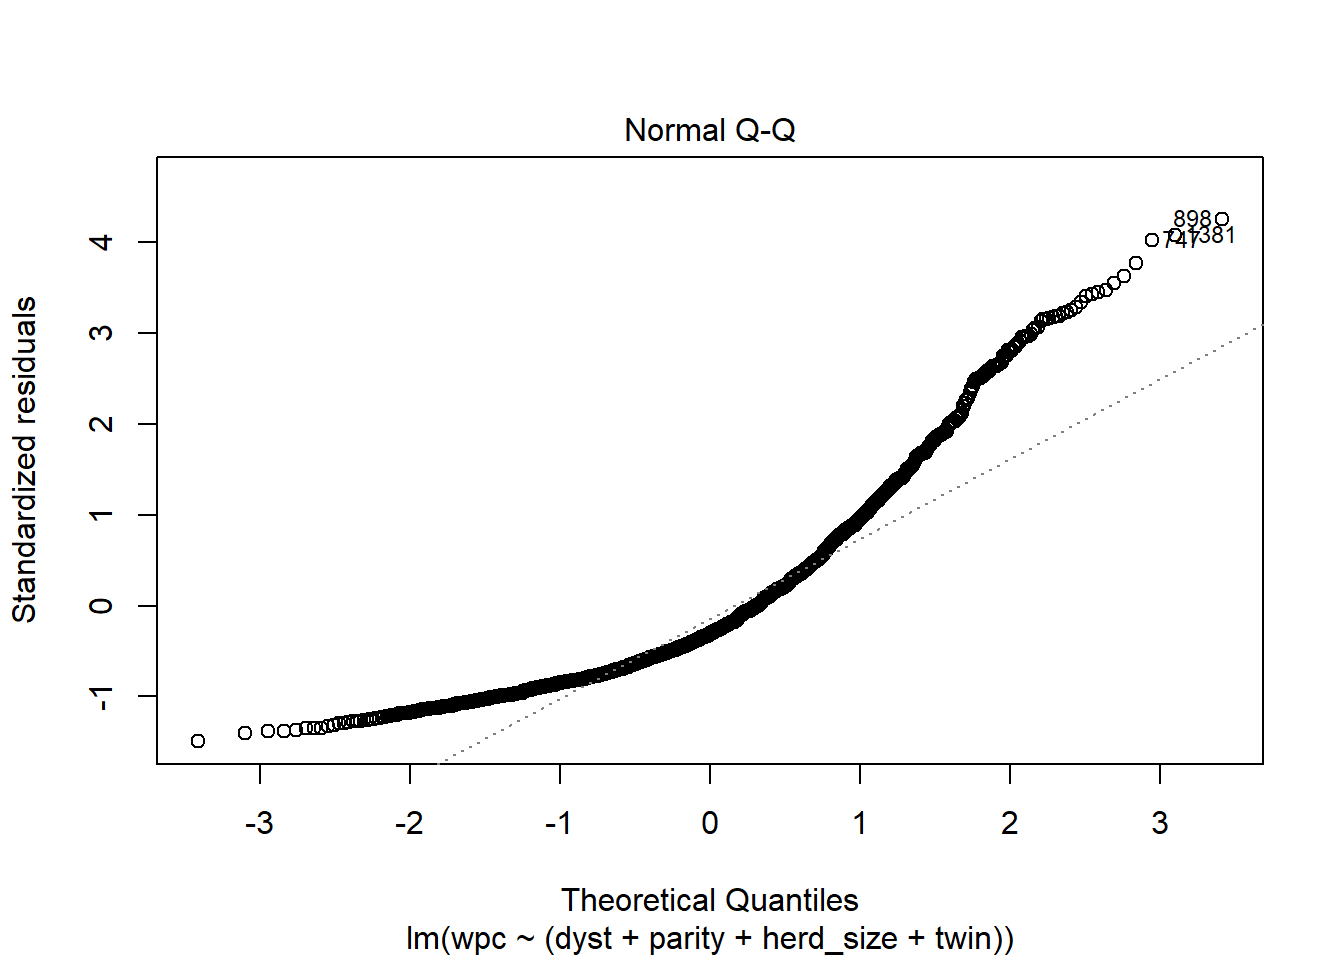 Normal Q-Q
Standardized residuals
4
3
2
1
0
-1
898
747
1381
-3 -2 -1 0 1 2 3
Theoretical Quantiles
lm(wpc ~ (dyst + parity + herd_size + twin))